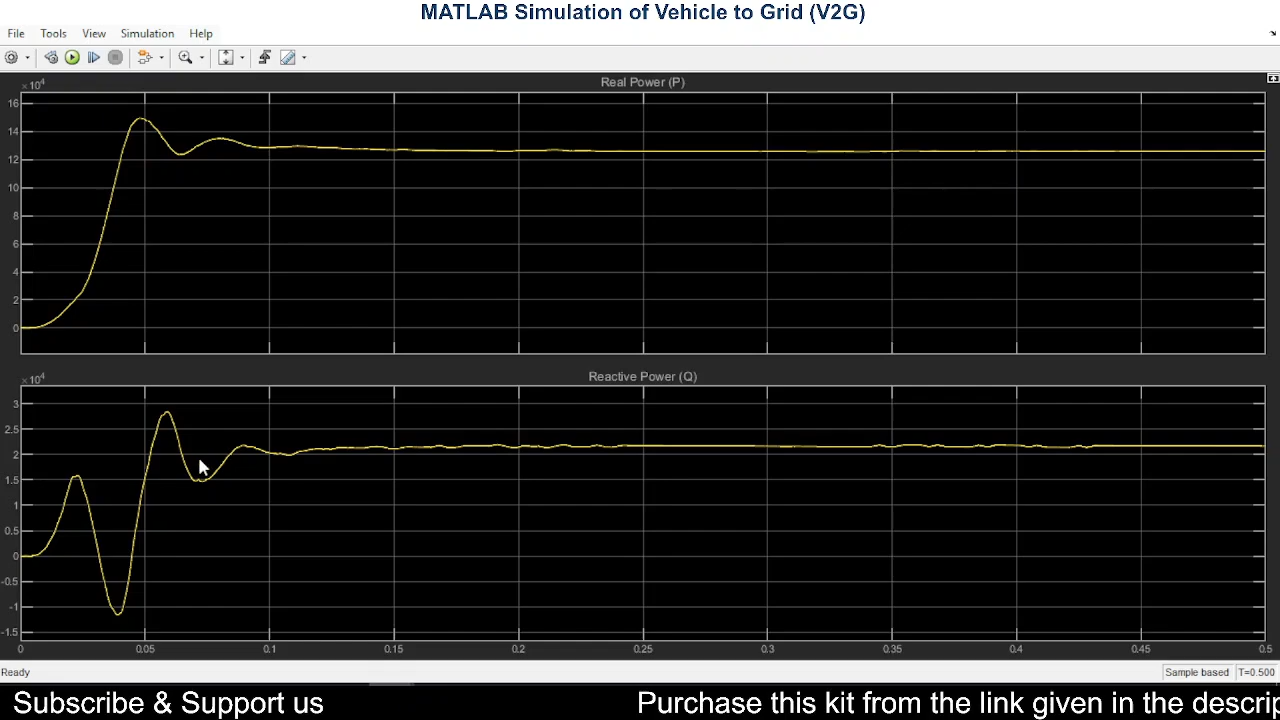 MATLAB Simulation of Vehicle to Grid (V2G)
File Tools View Simulation Help
×10⁴ Real Power (P)
16
14
12
10
8
6
4
2
0
×10⁴ Reactive Power (Q)
3
2.5
2
1.5
1
0.5
0
-0.5
-1
-1.5
0 0.05 0.1 0.15 0.2 0.25 0.3 0.35 0.4 0.45 0.5
Ready Sample based T=0.500
Subscribe & Support us Purchase this kit from the link given in the descrip